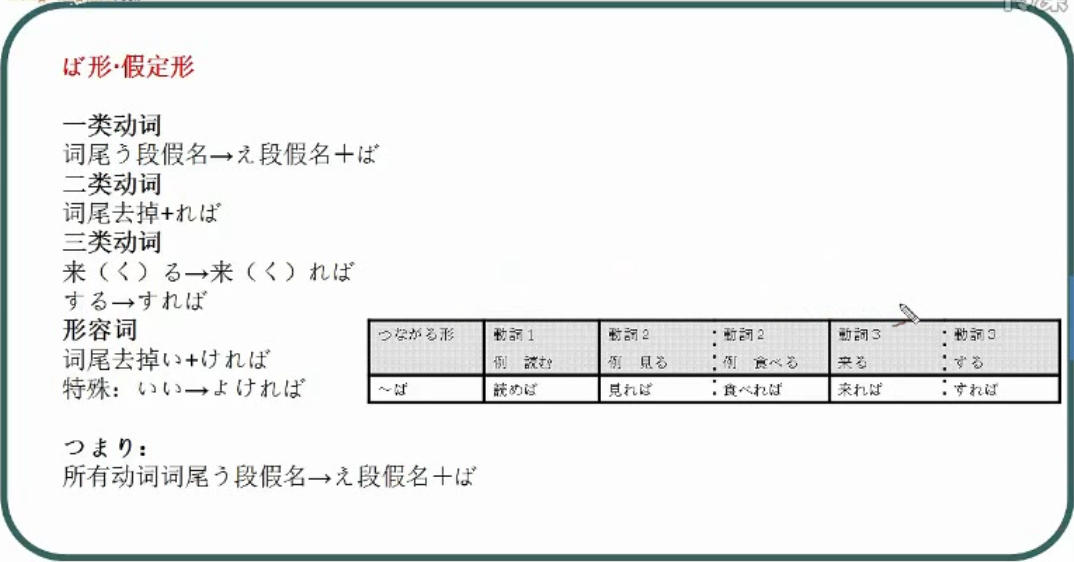 ば形·假定形
一类动词
词尾う段假名→え段假名＋ば
二类动词
词尾去掉+れば
三类动词
来（く）る→来（く）れば
する→すれば
形容词
词尾去掉い+ければ
特殊：いい→よければ
つながる形 動詞1 動詞2 動詞2 動詞3 動詞3
例 読む 例 見る 例 食べる 来る する
～ば 読めば 見れば 食べれば 来れば すれば
つまり：
所有动词词尾う段假名→え段假名＋ば